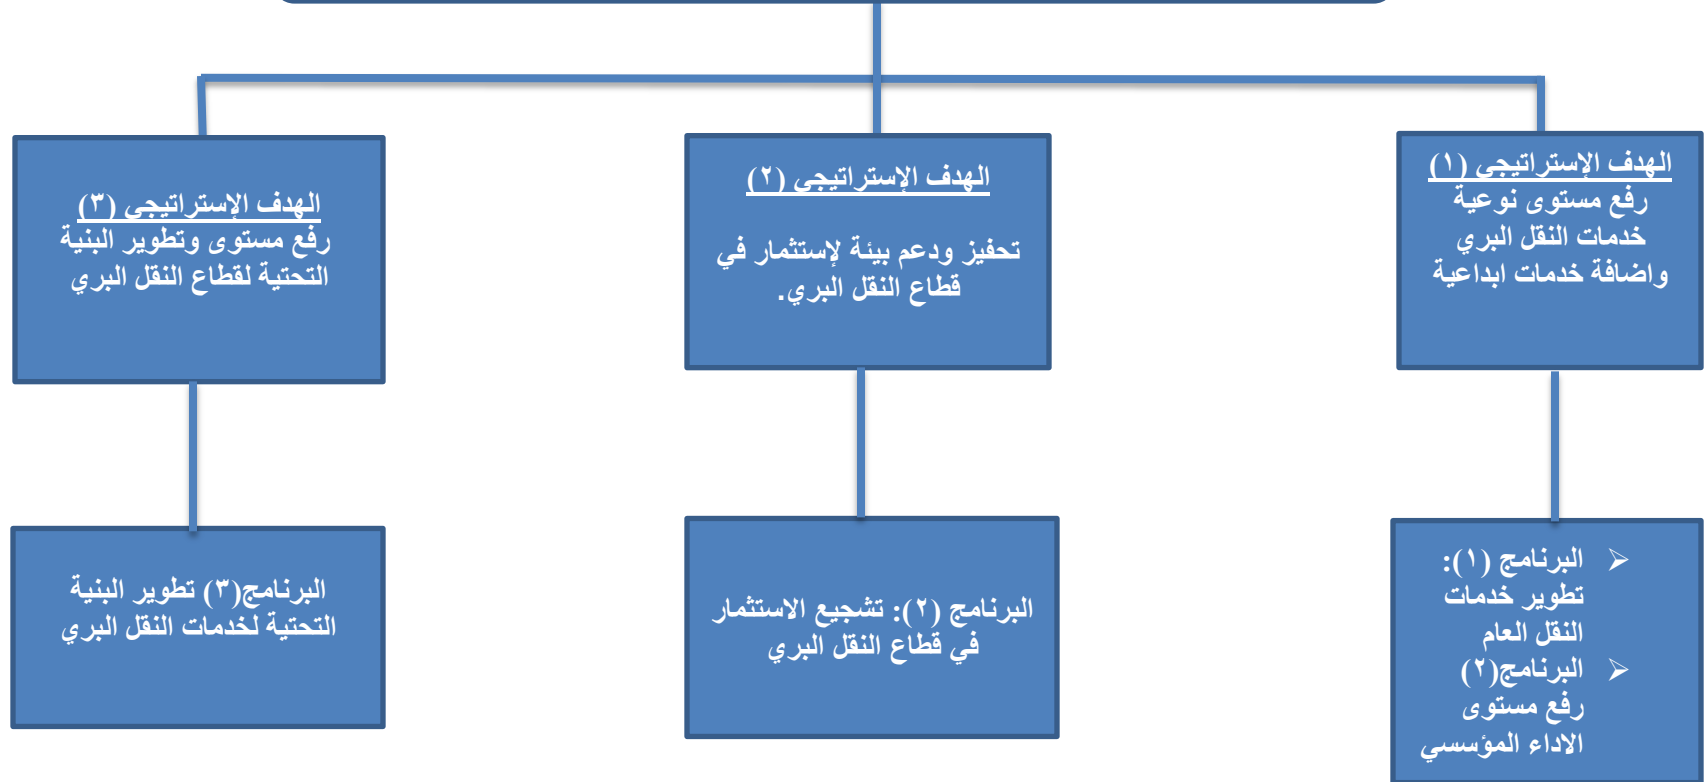 الهدف الإستراتيجي (١)
رفع مستوى نوعية
خدمات النقل البري
واضافة خدمات ابداعية
الهدف الإستراتيجي (٢)
تحفيز ودعم بيئة لإستثمار في
قطاع النقل البري.
الهدف الإستراتيجي (٣)
رفع مستوى وتطوير البنية
التحتية لقطاع النقل البري
البرنامج (١):
تطوير خدمات
النقل العام
البرنامج(٢)
رفع مستوى
الاداء المؤسسي
البرنامج (٢): تشجيع الاستثمار
في قطاع النقل البري
البرنامج(٣) تطوير البنية
التحتية لخدمات النقل البري